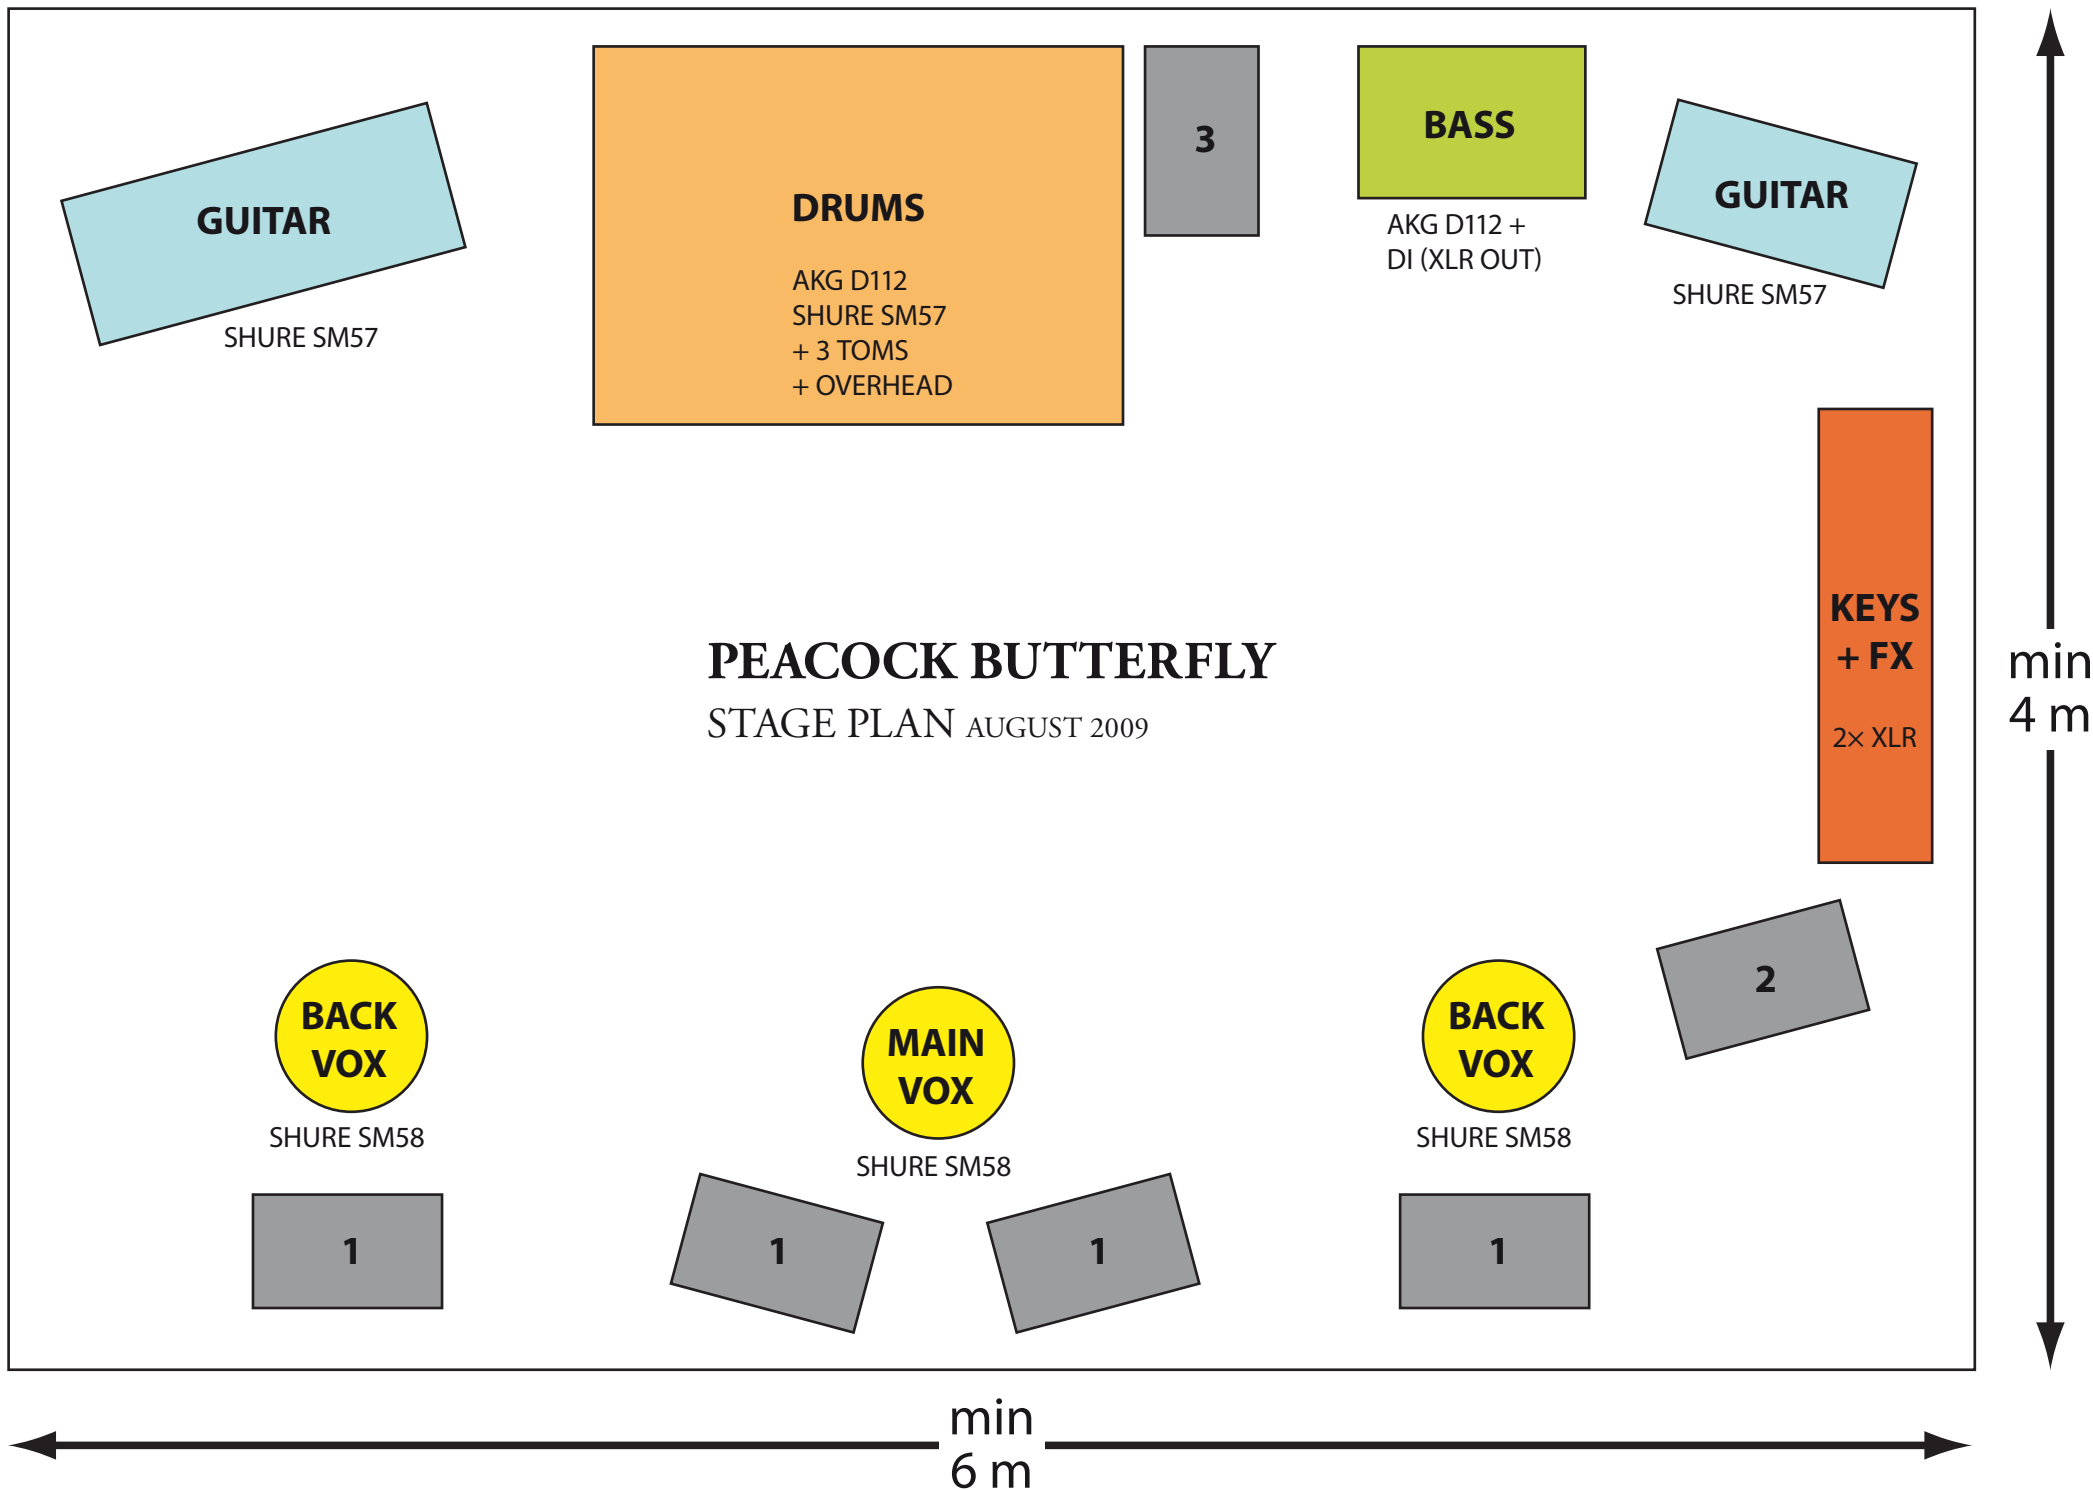 GUITAR
SHURE SM57
DRUMS
AKG D112
SHURE SM57
+ 3 TOMS
+ OVERHEAD
3
BASS
AKG D112 +
DI (XLR OUT)
GUITAR
SHURE SM57
KEYS
+ FX
2× XLR
min
4 m
PEACOCK BUTTERFLY
STAGE PLAN AUGUST 2009
BACK
VOX
SHURE SM58
MAIN
VOX
SHURE SM58
BACK
VOX
SHURE SM58
2
1
1
1
1
min
6 m